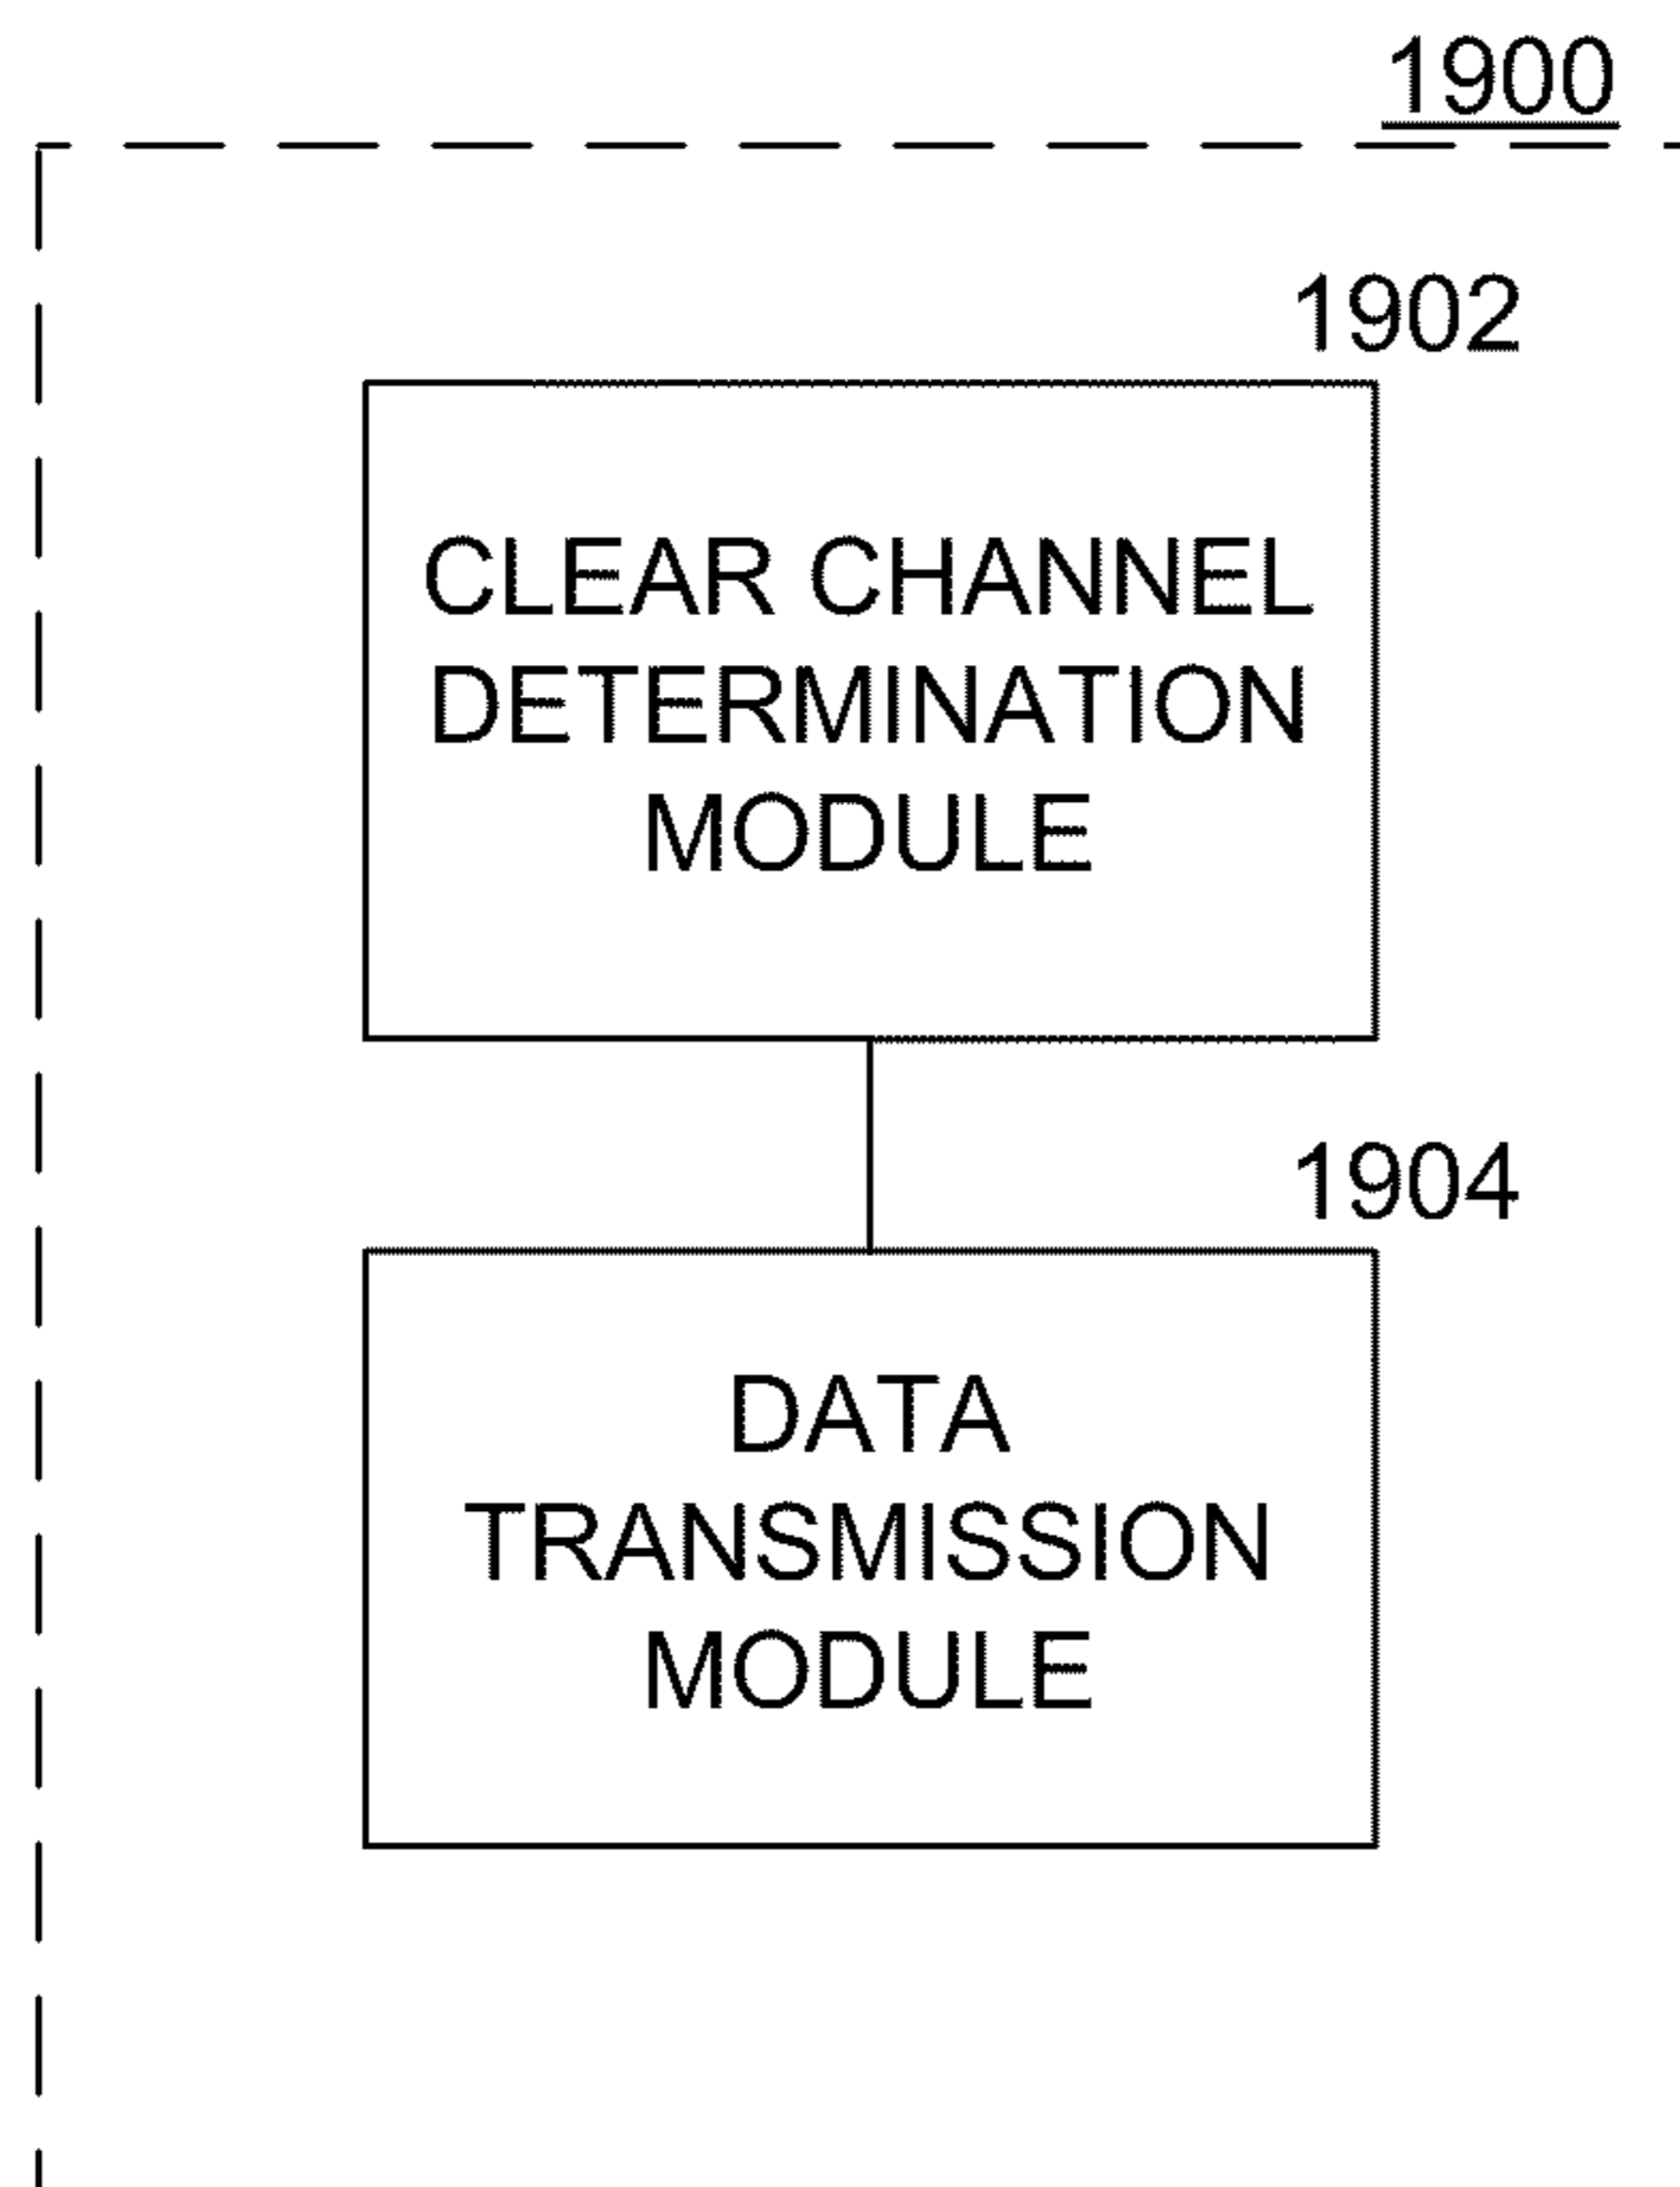 1900
1902
CLEAR CHANNEL
DETERMINATION
MODULE
1904
DATA
TRANSMISSION
MODULE